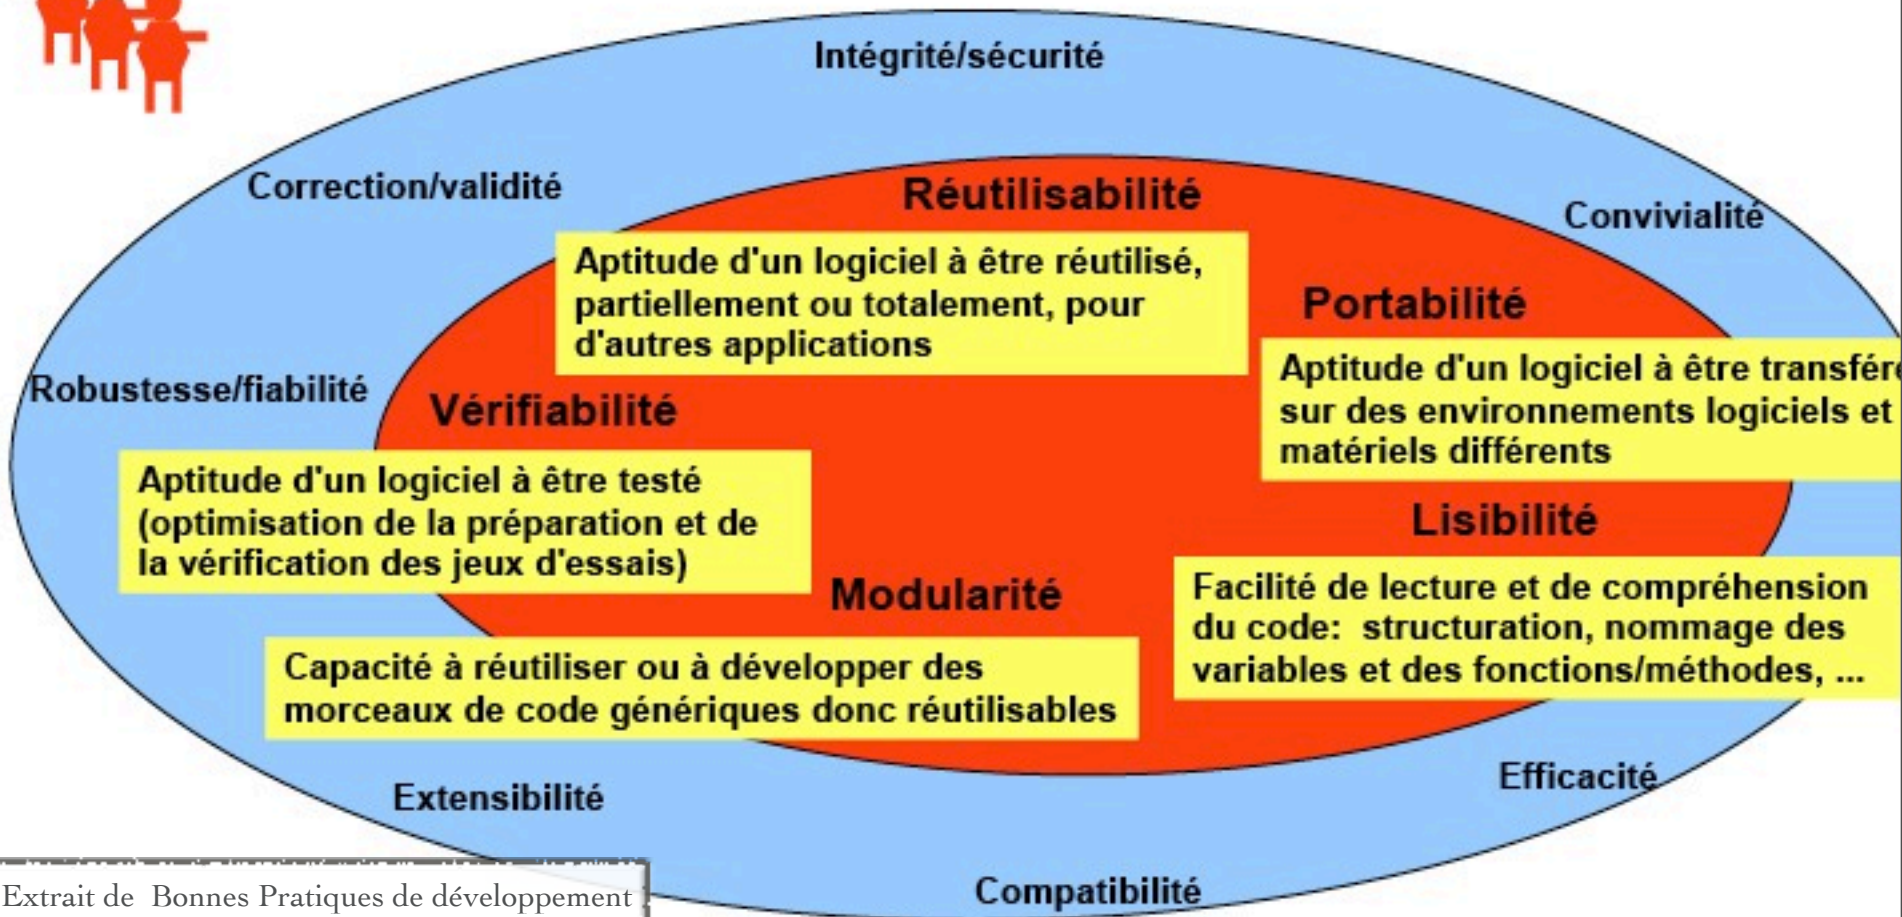 Intégrité/sécurité
Correction/validité
Réutilisabilité
Convivialité
Aptitude d'un logiciel à être réutilisé,
partiellement ou totalement, pour
d'autres applications
Portabilité
Aptitude d'un logiciel à être transféré
sur des environnements logiciels et
matériels différents
Robustesse/fiabilité
Vérifiabilité
Aptitude d'un logiciel à être testé
(optimisation de la préparation et de
la vérification des jeux d'essais)
Lisibilité
Facilité de lecture et de compréhension
du code: structuration, nommage des
variables et des fonctions/méthodes, ...
Modularité
Capacité à réutiliser ou à développer des
morceaux de code génériques donc réutilisables
Extensibilité
Efficacité
Compatibilité
Extrait de Bonnes Pratiques de développement